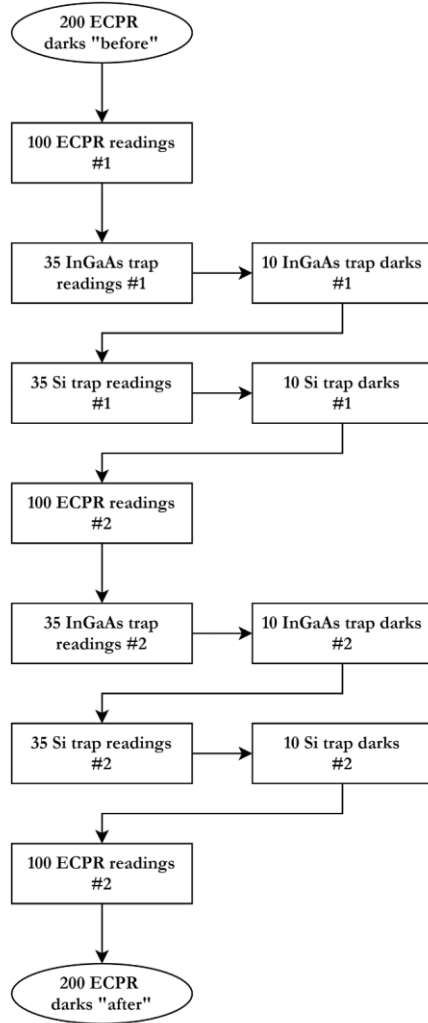 200 ECPR
darks "before"
100 ECPR readings
#1
35 InGaAs trap
readings #1
10 InGaAs trap darks
#1
35 Si trap readings
#1
10 Si trap darks
#1
100 ECPR readings
#2
35 InGaAs trap
readings #2
10 InGaAs trap darks
#2
35 Si trap readings
#2
10 Si trap darks
#2
100 ECPR readings
#2
200 ECPR
darks "after"